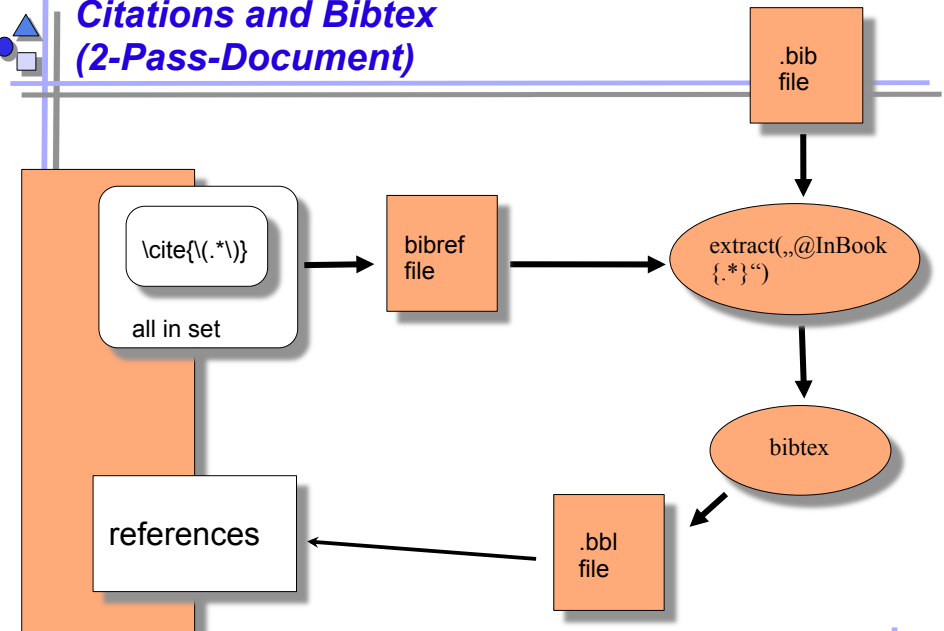 Citations and Bibtex
(2-Pass-Document)
.bib
file
\cite{\(.*\)}
all in set
bibref
file
extract(„@InBook
{.*}“)
bibtex
references
.bbl
file